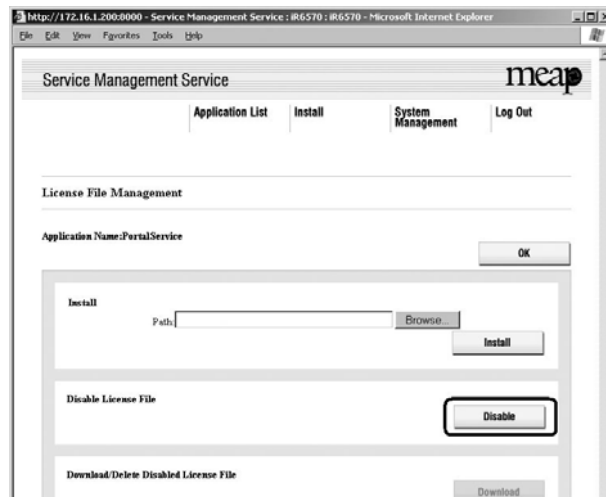 http://172.16.1.200:8000 - Service Management Service : iR6570 : iR6570 - Microsoft Internet Explorer
File Edit View Favorites Tools Help
Service Management Service
meap
Application List Install System Management Log Out
License File Management
Application Name:PortalService
OK
Install
Path:
Browse...
Install
Disable License File
Disable
Download/Delete Disabled License File
Download